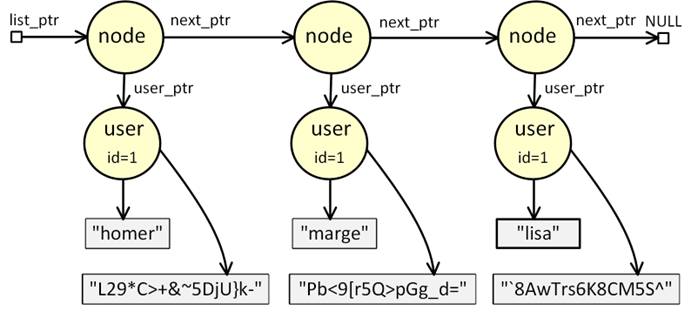 list_ptr
next_ptr
next_ptr
next_ptr
NULL
node
node
node
user_ptr
user_ptr
user_ptr
user
id=1
user
id=1
user
id=1
"homer"
"marge"
"lisa"
"L29*C>+&~5DjU}k-"
"Pb<9[r5Q>pGg_d="
"`8AwTrs6K8CM5S^"